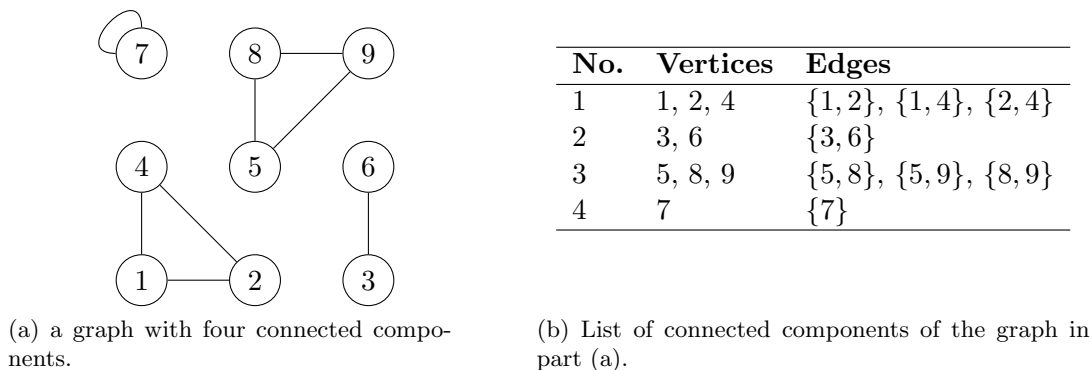 7 8 9
4 5 6
1 2 3
(a) a graph with four connected compo-
nents.
No. Vertices Edges
1 1, 2, 4 {1, 2}, {1, 4}, {2, 4}
2 3, 6 {3, 6}
3 5, 8, 9 {5, 8}, {5, 9}, {8, 9}
4 7 {7}
(b) List of connected components of the graph in
part (a).